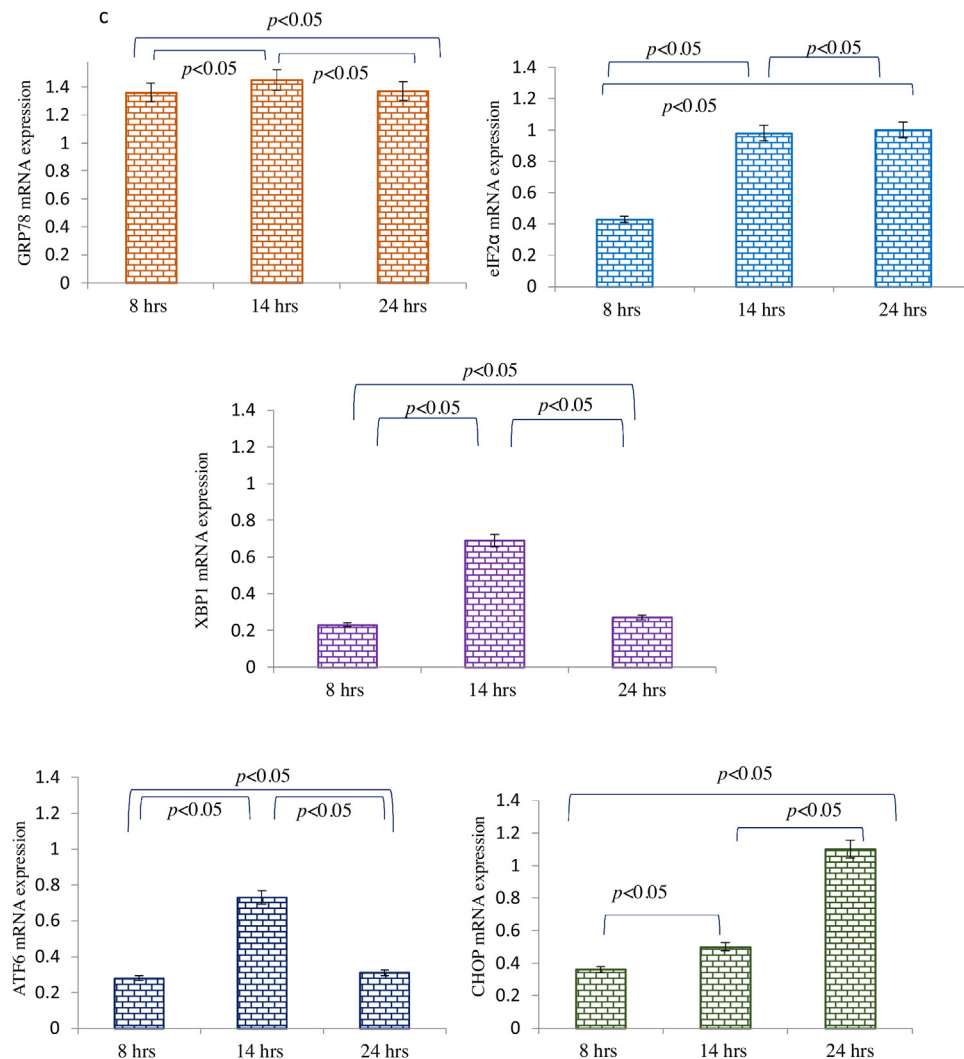 C
p<0.05
p<0.05
p<0.05
GRP78 mRNA expression
1.4
1.2
1
0.8
0.6
0.4
0.2
0
8 hrs
14 hrs
24 hrs
p<0.05
p<0.05
p<0.05
eIF2α mRNA expression
1.4
1.2
1
0.8
0.6
0.4
0.2
0
8 hrs
14 hrs
24 hrs
p<0.05
p<0.05
p<0.05
XBP1 mRNA expression
1.4
1.2
1
0.8
0.6
0.4
0.2
0
8 hrs
14 hrs
24 hrs
p<0.05
p<0.05
p<0.05
ATF6 mRNA expression
1.4
1.2
1
0.8
0.6
0.4
0.2
0
8 hrs
14 hrs
24 hrs
p<0.05
p<0.05
p<0.05
CHOP mRNA expression
1.4
1.2
1
0.8
0.6
0.4
0.2
0
8 hrs
14 hrs
24 hrs